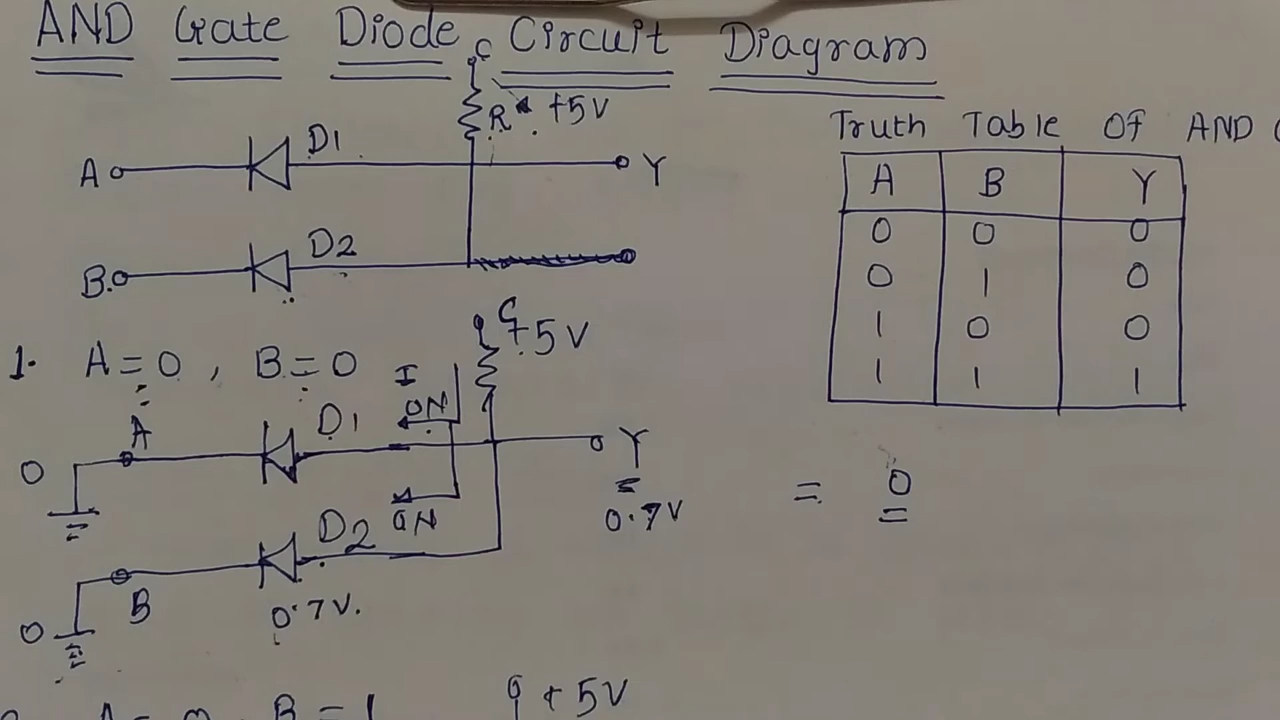 AND Gate Diode Circuit Diagram
C
R +5V
A D1 Y
B D2
Truth Table Of AND
A B Y
0 0 0
0 1 0
1 0 0
1 1 1
1. A = 0 , B = 0
+5V
I
ON
A D1 Y
0
0.7V
= 0
D2 ON
B
0
0.7V.
A = 0, B = 1
+5V